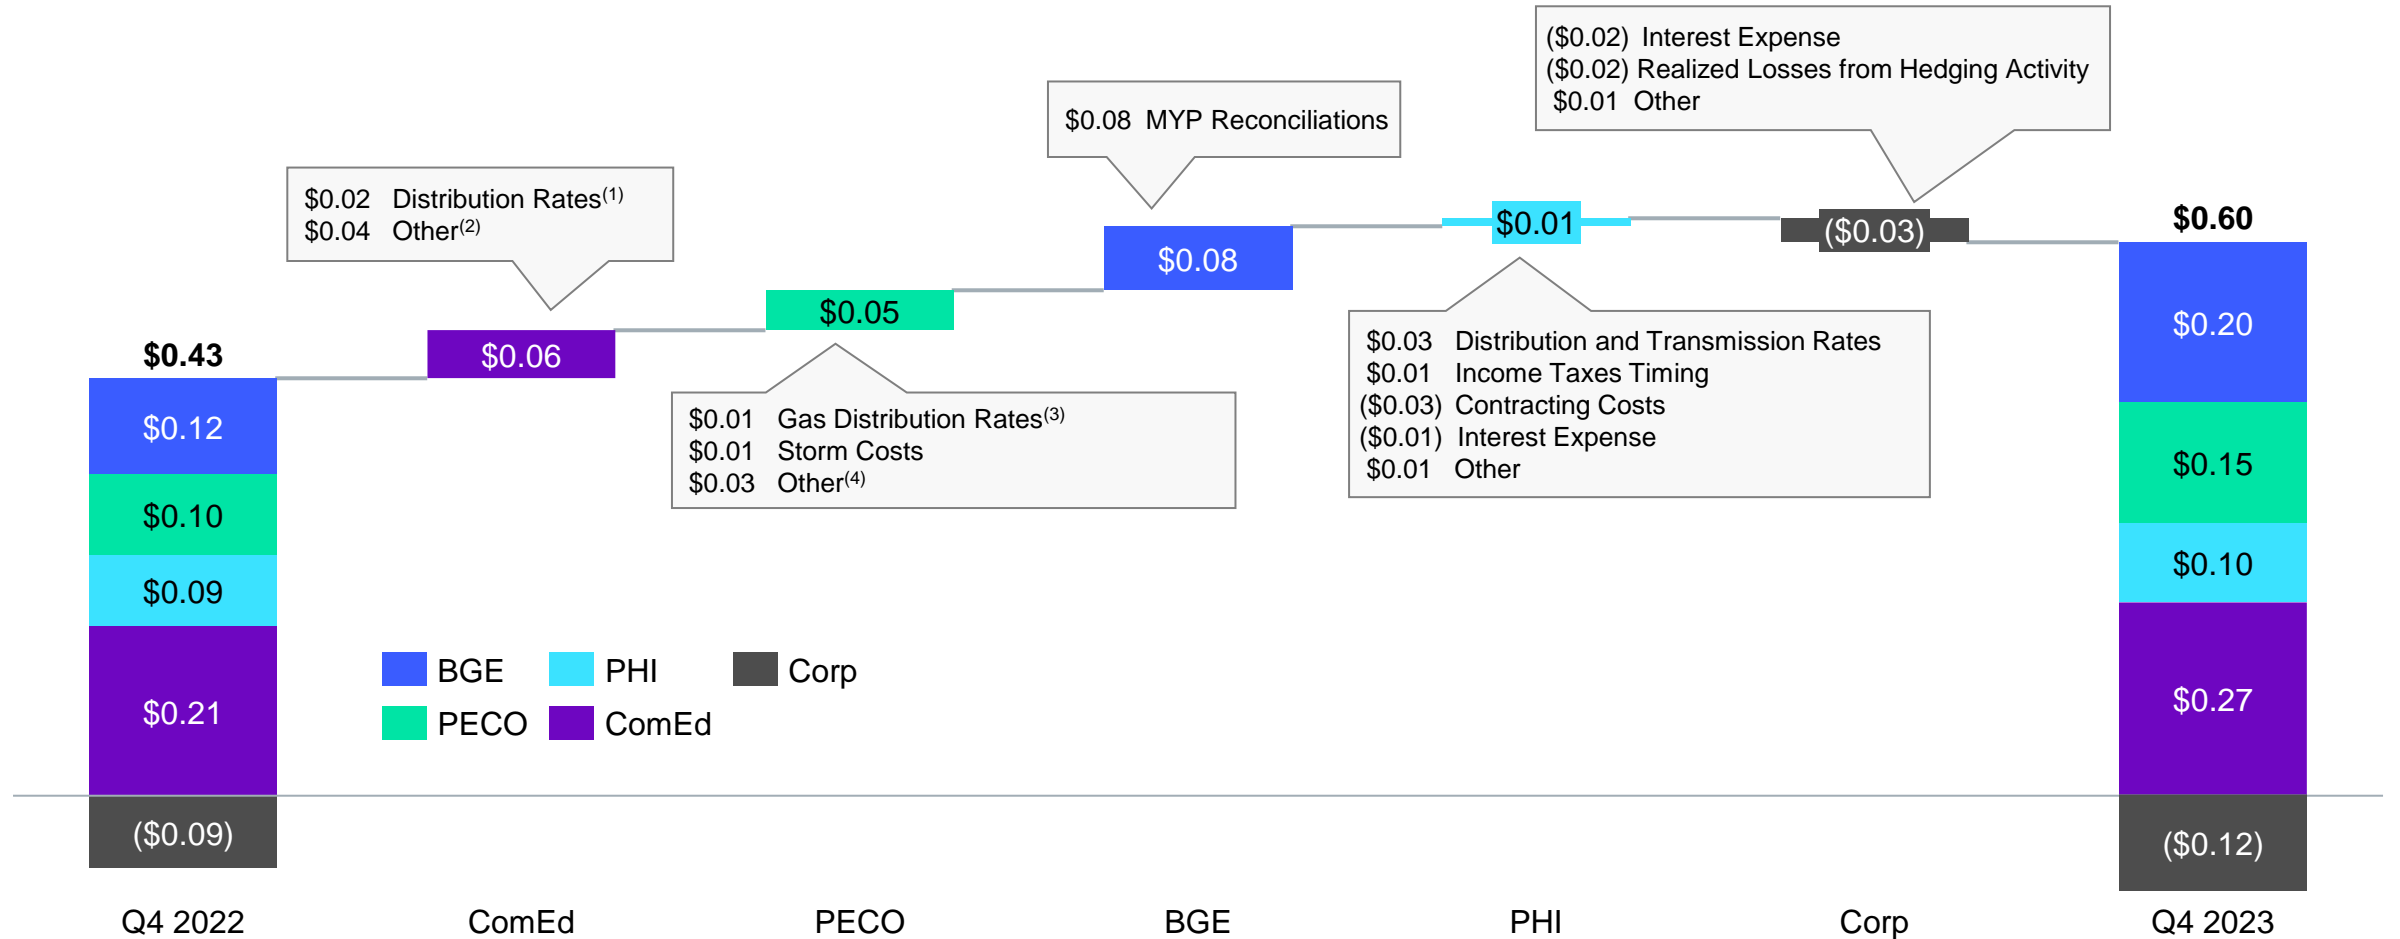 ($0.02) Interest Expense
($0.02) Realized Losses from Hedging Activity
$0.01 Other
$0.08 MYP Reconciliations
$0.02 Distribution Rates(1)
$0.04 Other(2)
$0.60
$0.01
($0.03)
$0.08
$0.05
$0.06
$0.43
$0.03 Distribution and Transmission Rates
$0.01 Income Taxes Timing
($0.03) Contracting Costs
($0.01) Interest Expense
$0.01 Other
$0.01 Gas Distribution Rates(3)
$0.01 Storm Costs
$0.03 Other(4)
$0.12
$0.10
$0.09
$0.21
($0.09)
BGE PHI Corp
PECO ComEd
$0.20
$0.15
$0.10
$0.27
($0.12)
Q4 2022 ComEd PECO BGE PHI Corp Q4 2023